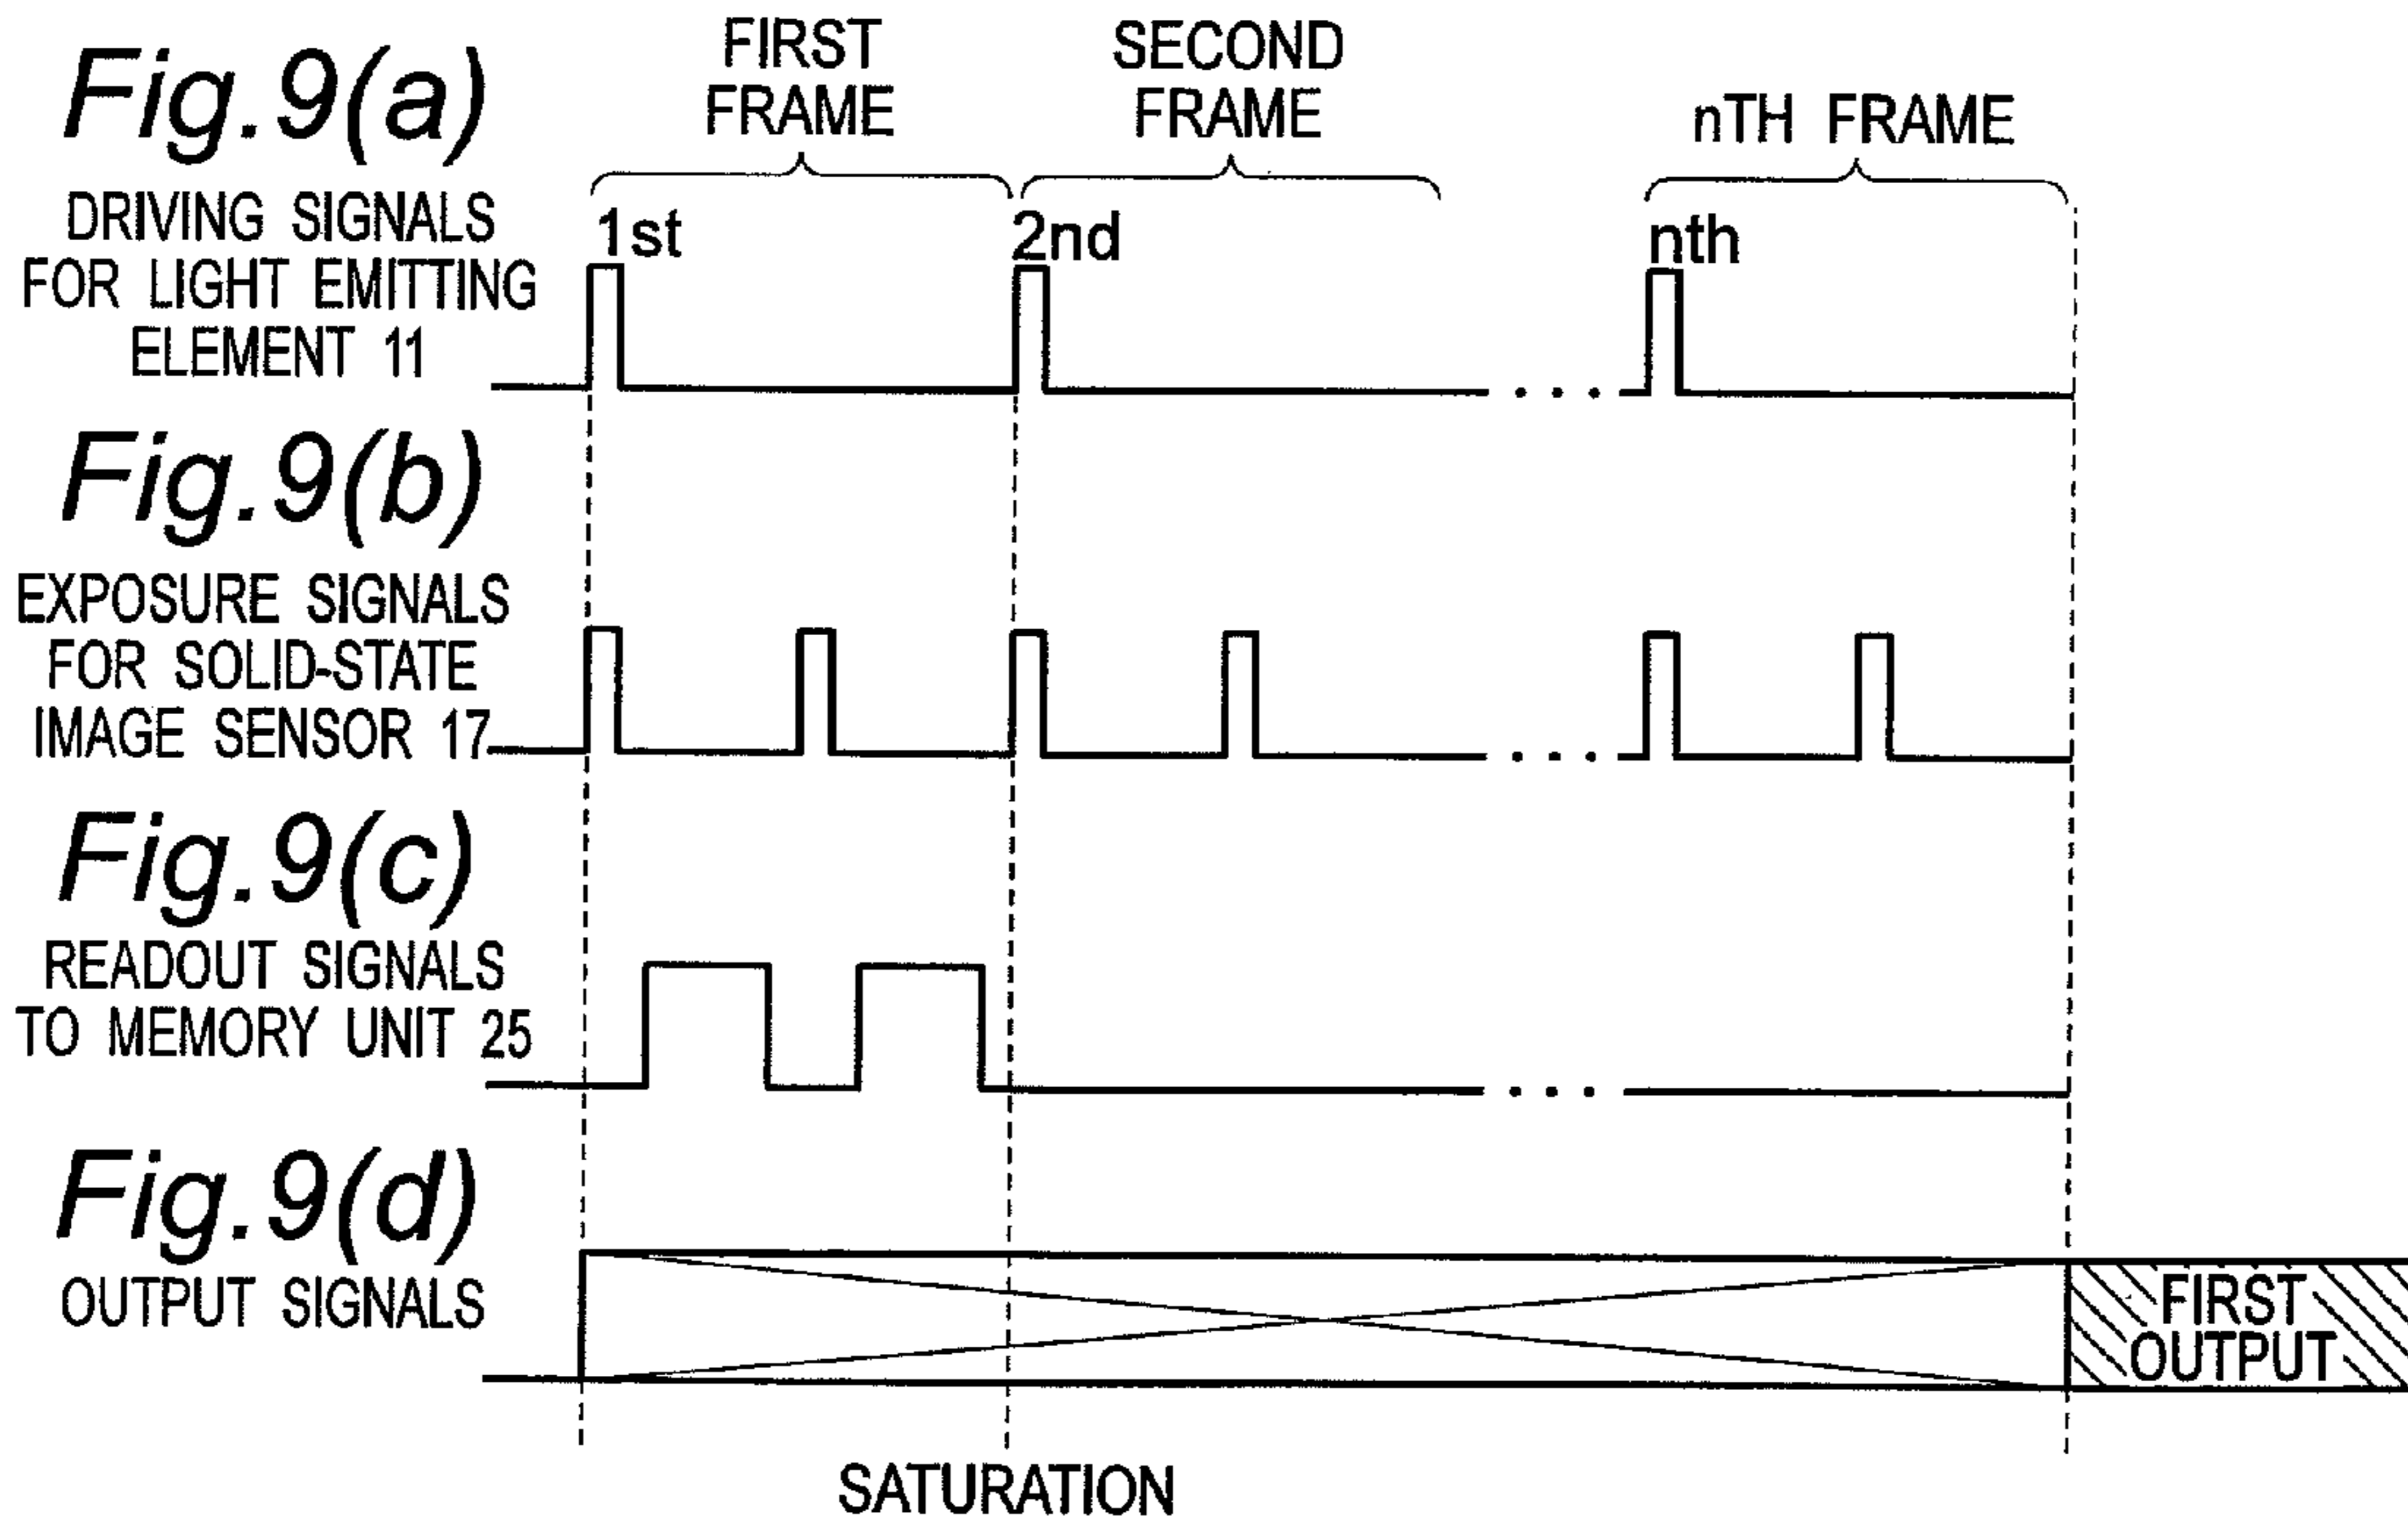 Fig.9(a)
DRIVING SIGNALS
FOR LIGHT EMITTING
ELEMENT 11
FIRST
FRAME
SECOND
FRAME
nTH FRAME
1st
2nd
nth
. . .
Fig.9(b)
EXPOSURE SIGNALS
FOR SOLID-STATE
IMAGE SENSOR 17
. . .
Fig.9(c)
READOUT SIGNALS
TO MEMORY UNIT 25
. . .
Fig.9(d)
OUTPUT SIGNALS
FIRST
OUTPUT
SATURATION